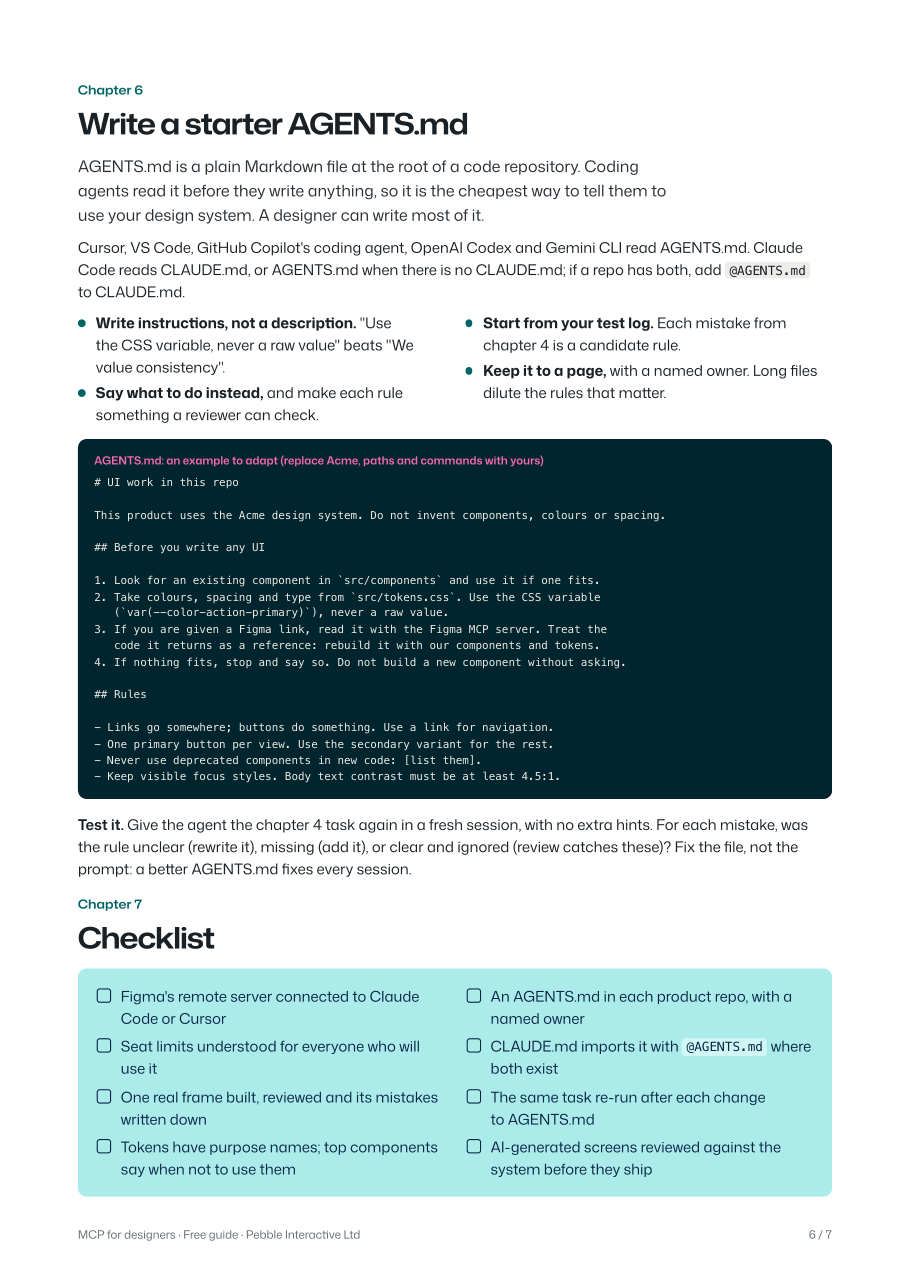 Chapter 6
Write a starter AGENTS.md
AGENTS.md is a plain Markdown file at the root of a code repository. Coding
agents read it before they write anything, so it is the cheapest way to tell them to
use your design system. A designer can write most of it.
Cursor, VS Code, GitHub Copilot's coding agent, OpenAI Codex and Gemini CLI read AGENTS.md. Claude
Code reads CLAUDE.md, or AGENTS.md when there is no CLAUDE.md; if a repo has both, add @AGENTS.md
to CLAUDE.md.
Write instructions, not a description. "Use
the CSS variable, never a raw value" beats "We
value consistency".
Say what to do instead, and make each rule
something a reviewer can check.
Start from your test log. Each mistake from
chapter 4 is a candidate rule.
Keep it to a page, with a named owner. Long files
dilute the rules that matter.
AGENTS.md: an example to adapt (replace Acme, paths and commands with yours)
# UI work in this repo
This product uses the Acme design system. Do not invent components, colours or spacing.
## Before you write any UI
1. Look for an existing component in `src/components` and use it if one fits.
2. Take colours, spacing and type from `src/tokens.css`. Use the CSS variable
(`var(--color-action-primary)`), never a raw value.
3. If you are given a Figma link, read it with the Figma MCP server. Treat the
code it returns as a reference: rebuild it with our components and tokens.
4. If nothing fits, stop and say so. Do not build a new component without asking.
## Rules
- Links go somewhere; buttons do something. Use a link for navigation.
- One primary button per view. Use the secondary variant for the rest.
- Never use deprecated components in new code: [list them].
- Keep visible focus styles. Body text contrast must be at least 4.5:1.
Test it. Give the agent the chapter 4 task again in a fresh session, with no extra hints. For each mistake, was
the rule unclear (rewrite it), missing (add it), or clear and ignored (review catches these)? Fix the file, not the
prompt: a better AGENTS.md fixes every session.
Chapter 7
Checklist
Figma's remote server connected to Claude
Code or Cursor
Seat limits understood for everyone who will
use it
One real frame built, reviewed and its mistakes
written down
Tokens have purpose names; top components
say when not to use them
An AGENTS.md in each product repo, with a
named owner
CLAUDE.md imports it with @AGENTS.md where
both exist
The same task re-run after each change
to AGENTS.md
AI-generated screens reviewed against the
system before they ship
MCP for designers · Free guide · Pebble Interactive Ltd
6 / 7